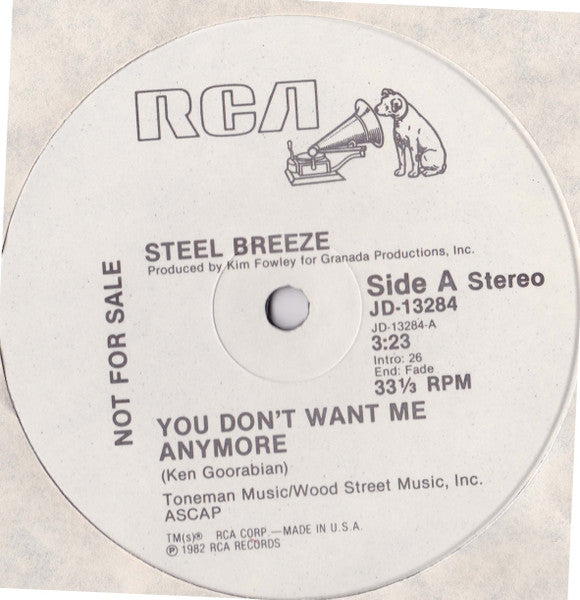 RCA
STEEL BREEZE
Produced by Kim Fowley for Granada Productions, Inc.
NOT FOR SALE
Side A Stereo
JD-13284
JD-13284-A
3:23
Intro: 26
End: Fade
33⅓ RPM
YOU DON'T WANT ME
ANYMORE
(Ken Goorabian)
Toneman Music/Wood Street Music, Inc.
ASCAP
TM(s)® RCA CORP.—MADE IN U.S.A.
℗ 1982 RCA RECORDS